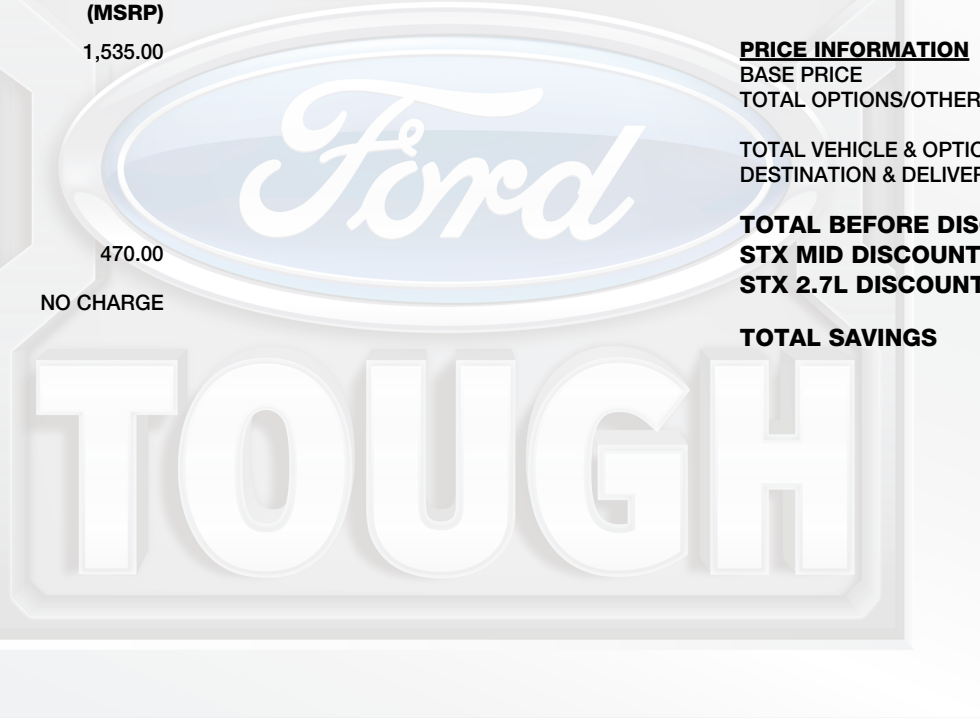 (MSRP)
1,535.00
470.00
NO CHARGE
PRICE INFORMATION
BASE PRICE
TOTAL OPTIONS/OTHER
TOTAL VEHICLE & OPTIO
DESTINATION & DELIVER
TOTAL BEFORE DIS
STX MID DISCOUNT
STX 2.7L DISCOUNT
TOTAL SAVINGS
Ford
TOUGH